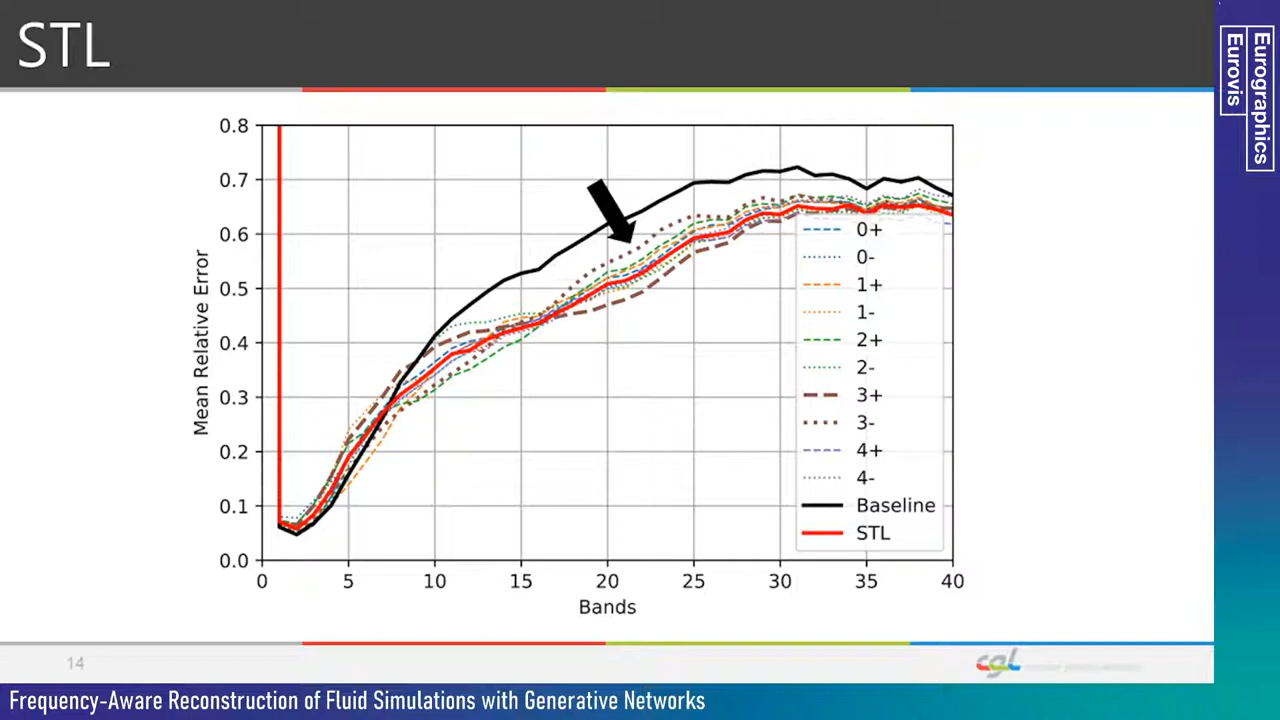 STL
Eurographics
Eurovis
0.8
0.7
0.6
0.5
0.4
0.3
0.2
0.1
0.0
Mean Relative Error
0 5 10 15 20 25 30 35 40
Bands
0+
0-
1+
1-
2+
2-
3+
3-
4+
4-
Baseline
STL
14
cgl
Frequency-Aware Reconstruction of Fluid Simulations with Generative Networks